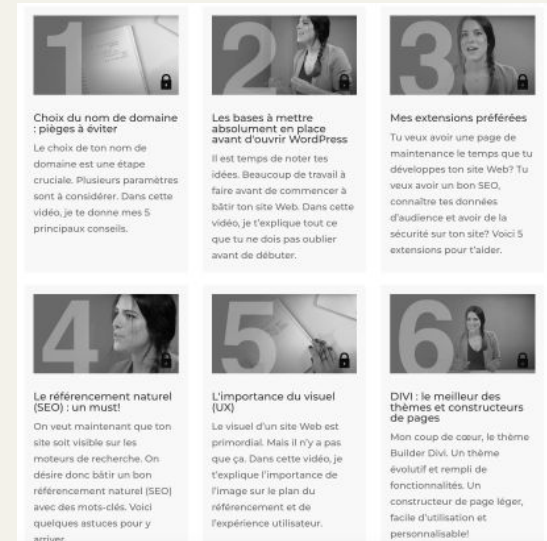 1
Choix du nom de domaine
: pièges à éviter
Le choix de ton nom de
domaine est une étape
cruciale. Plusieurs paramètres
sont à considérer. Dans cette
vidéo, je te donne mes 5
principaux conseils.
2
Les bases à mettre
absolument en place
avant d'ouvrir WordPress
Il est temps de noter tes
idées. Beaucoup de travail à
faire avant de commencer à
bâtir ton site Web. Dans cette
vidéo, je t'explique tout ce
que tu ne dois pas oublier
avant de débuter.
3
Mes extensions préférées
Tu veux avoir une page de
maintenance le temps que tu
développes ton site Web? Tu
veux avoir un bon SEO,
connaître tes données
d'audience et avoir de la
sécurité sur ton site? Voici 5
extensions pour t'aider.
4
Le référencement naturel
(SEO) : un must!
On veut maintenant que ton
site soit visible sur les
moteurs de recherche. On
désire donc bâtir un bon
référencement naturel (SEO)
avec des mots-clés. Voici
quelques astuces pour y
arriver.
5
L'importance du visuel
(UX)
Le visuel d'un site Web est
primordial. Mais il n'y a pas
que ça. Dans cette vidéo, je
t'explique l'importance de
l'image sur le plan du
référencement et de
l'expérience utilisateur.
6
DIVI : le meilleur des
thèmes et constructeurs
de pages
Mon coup de cœur, le thème
Builder Divi. Un thème
évolutif et rempli de
fonctionnalités. Un
constructeur de page léger,
facile d'utilisation et
personnalisable!